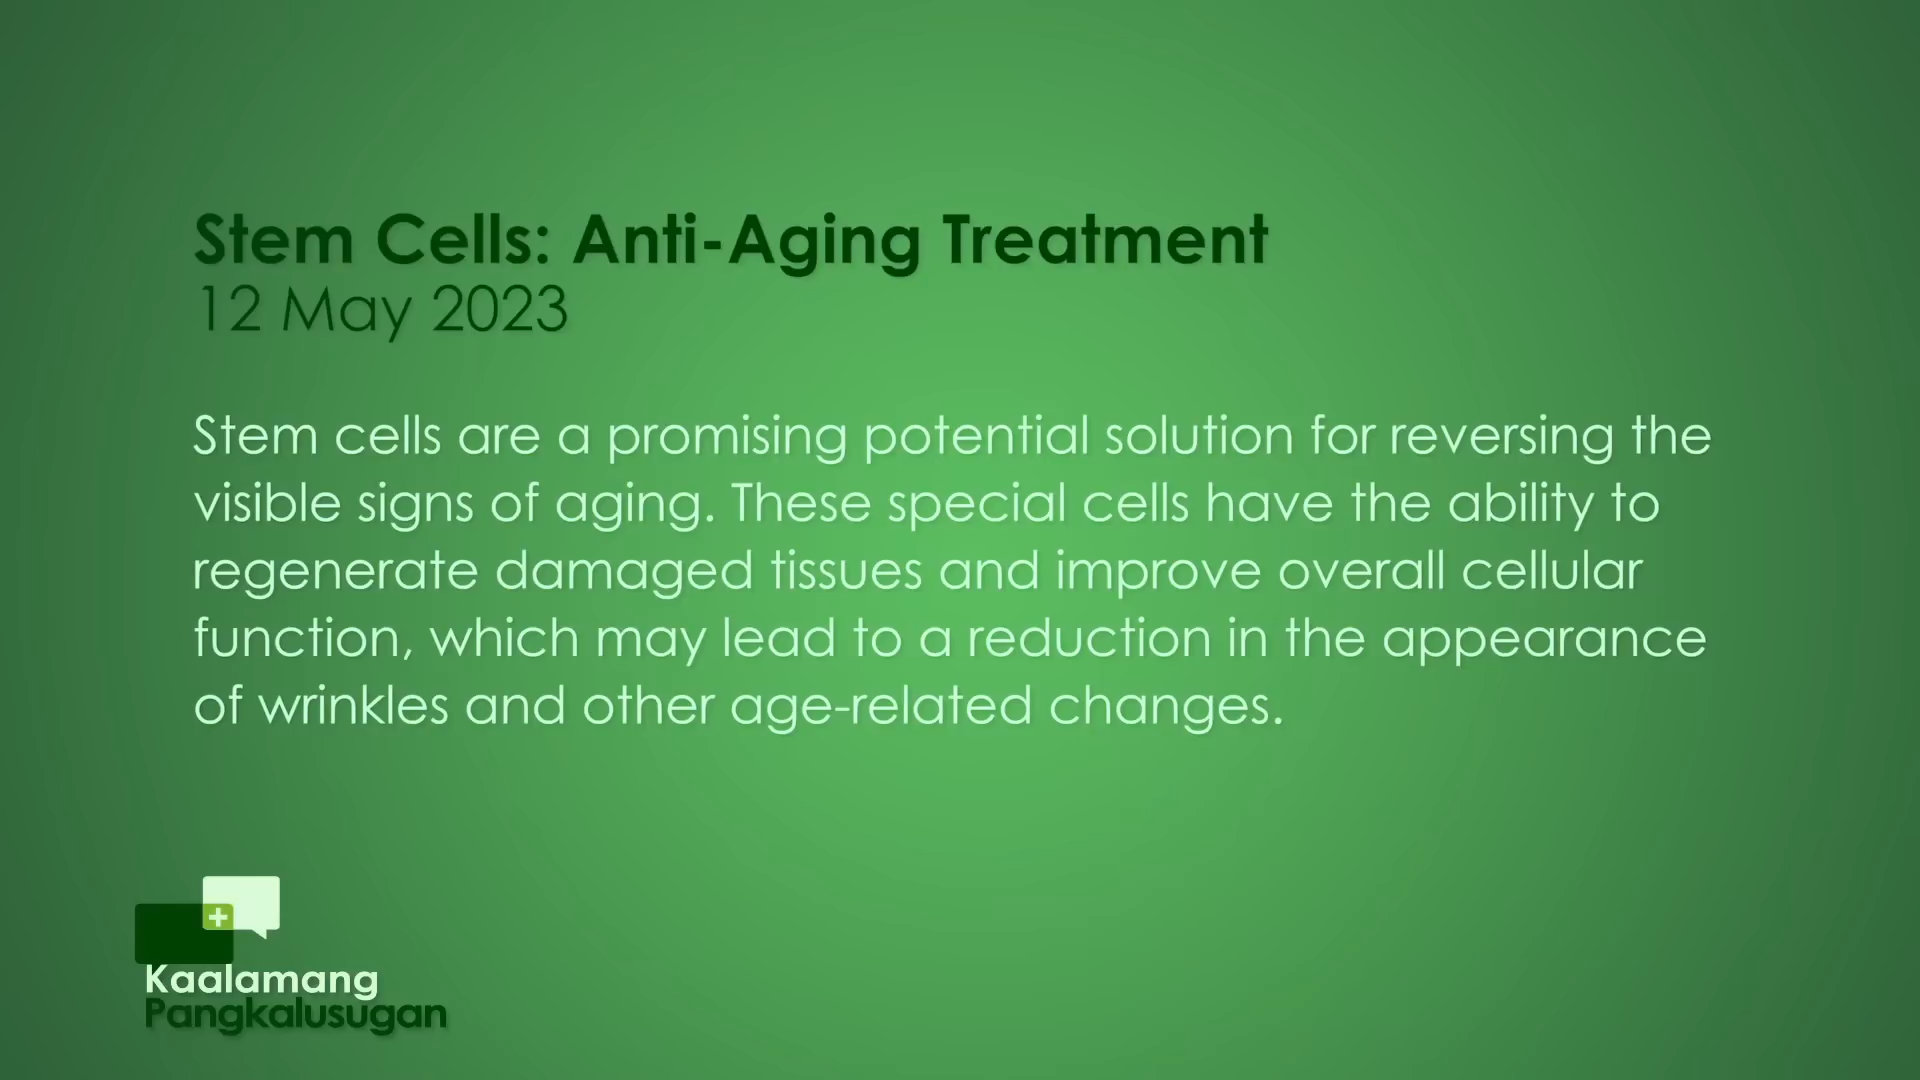 Stem Cells: Anti-Aging Treatment
12 May 2023
Stem cells are a promising potential solution for reversing the
visible signs of aging. These special cells have the ability to
regenerate damaged tissues and improve overall cellular
function, which may lead to a reduction in the appearance
of wrinkles and other age-related changes.
Kaalamang
Pangkalusugan